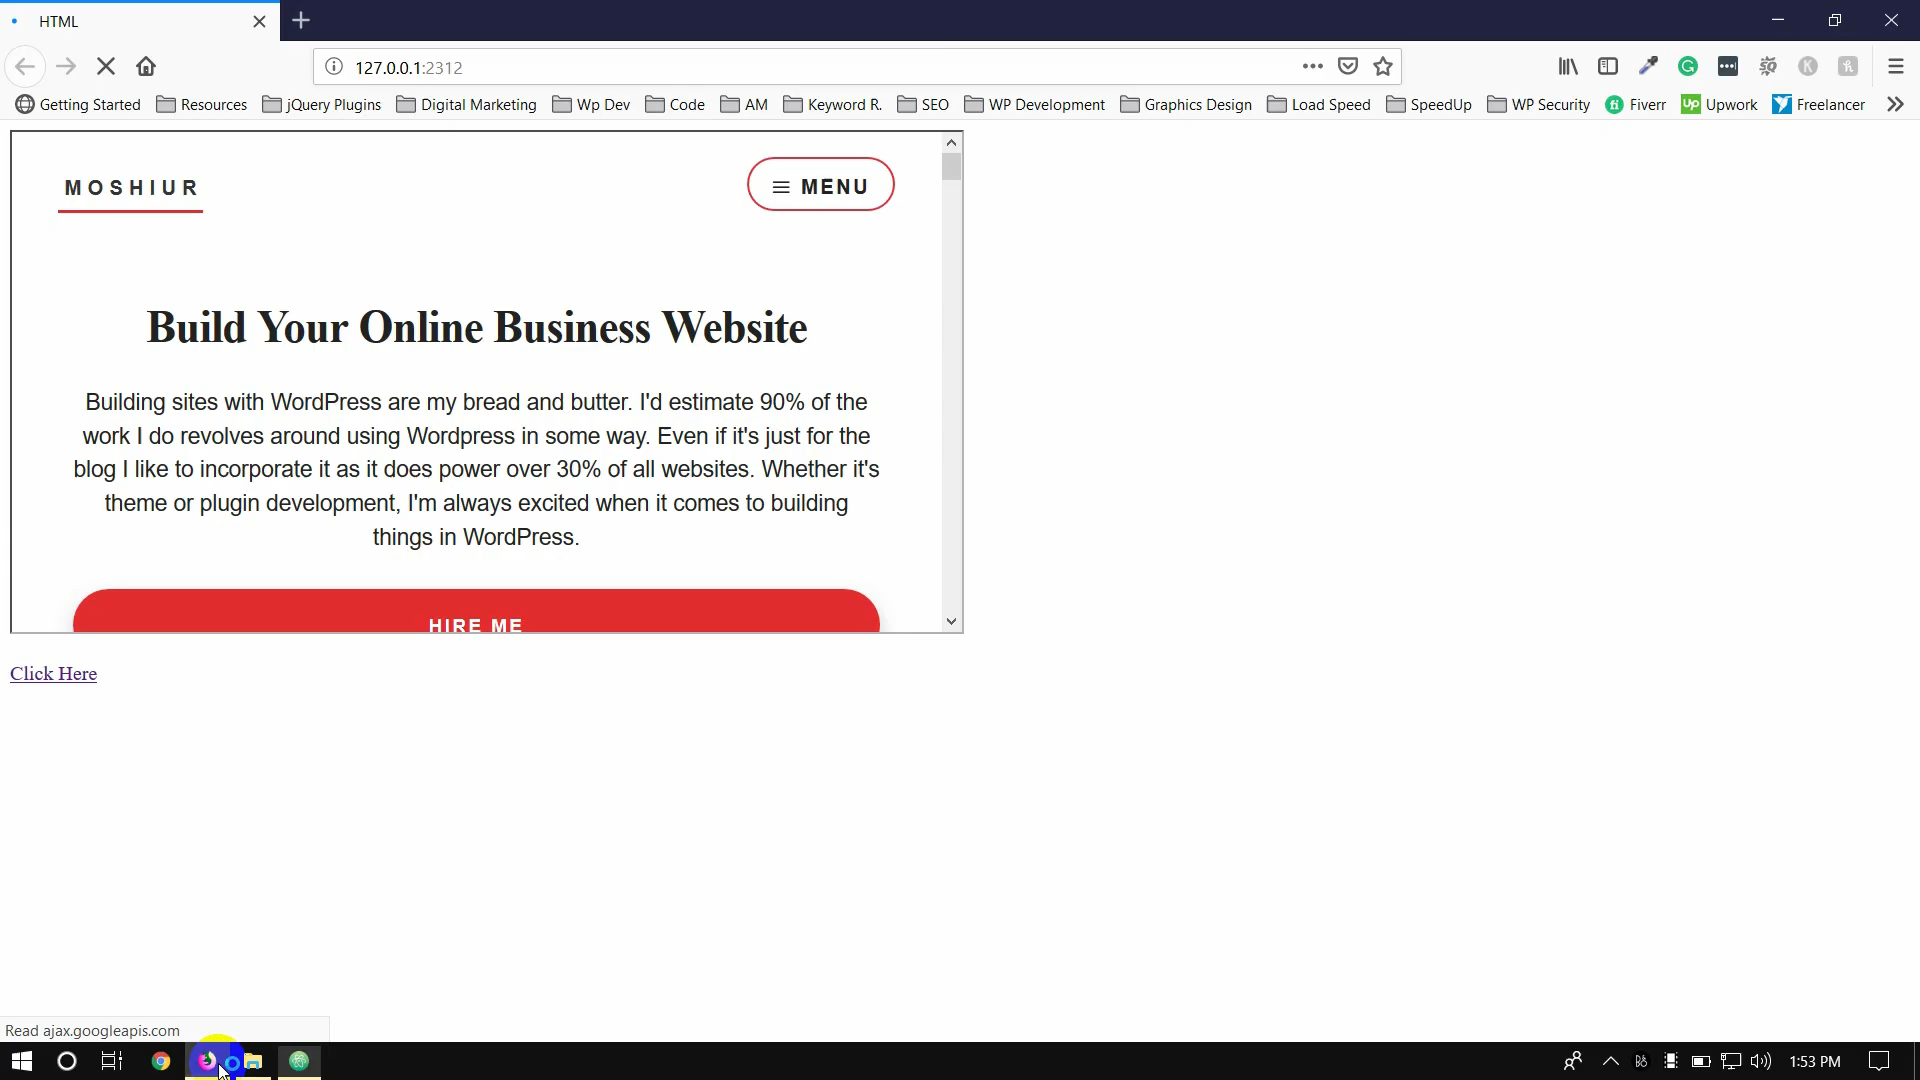 HTML
127.0.0.1:2312
Getting Started Resources jQuery Plugins Digital Marketing Wp Dev Code AM Keyword R. SEO WP Development Graphics Design Load Speed SpeedUp WP Security Fiverr Upwork Freelancer
MOSHIUR
MENU
Build Your Online Business Website
Building sites with WordPress are my bread and butter. I'd estimate 90% of the
work I do revolves around using Wordpress in some way. Even if it's just for the
blog I like to incorporate it as it does power over 30% of all websites. Whether it's
theme or plugin development, I'm always excited when it comes to building
things in WordPress.
HIRE ME
Click Here
Read ajax.googleapis.com
1:53 PM